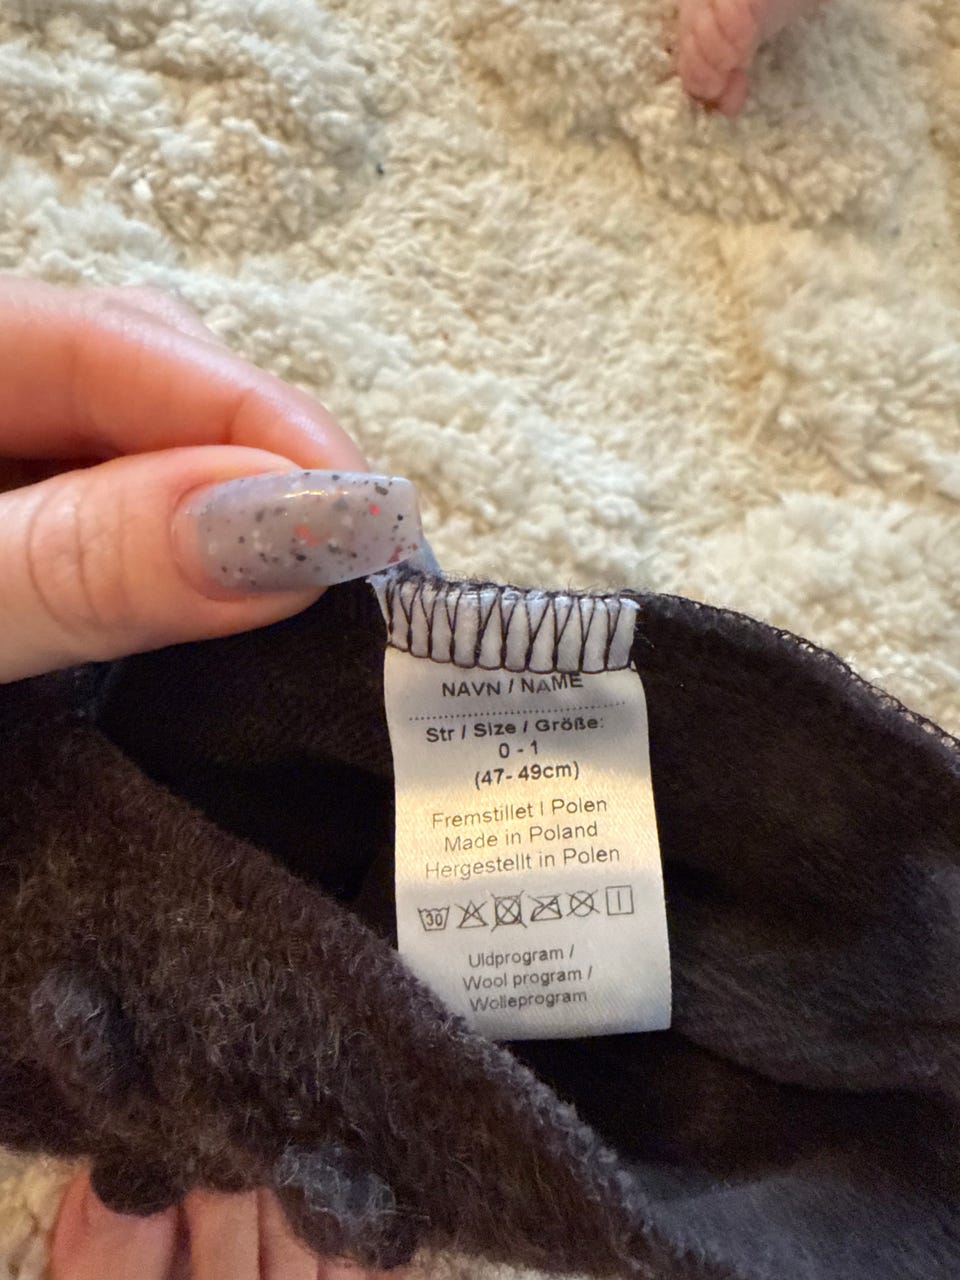 NAVN / NAME
Str / Size / Größe:
0 - 1
(47-49cm)
Fremstillet I Polen
Made in Poland
Hergestellt in Polen
30
Uldprogram /
Wool program /
Wolleprogram